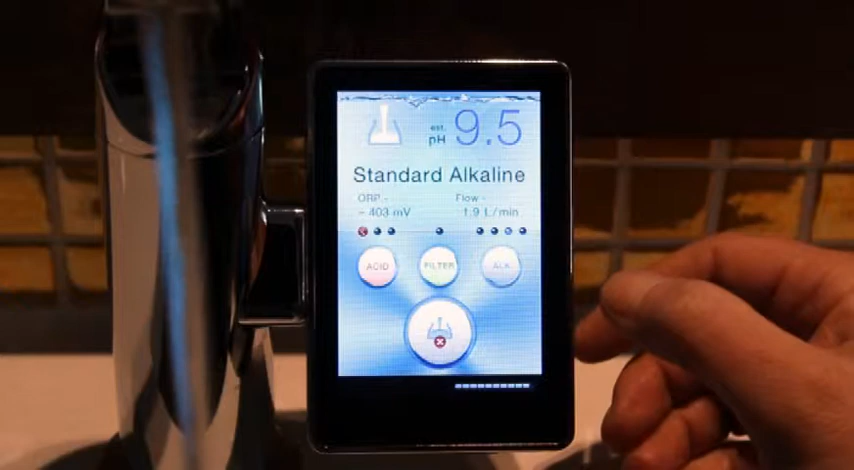 est.
pH 9.5
Standard Alkaline
ORP - Flow -
- 403 mV 1.9 L/min
ACID FILTER ALK